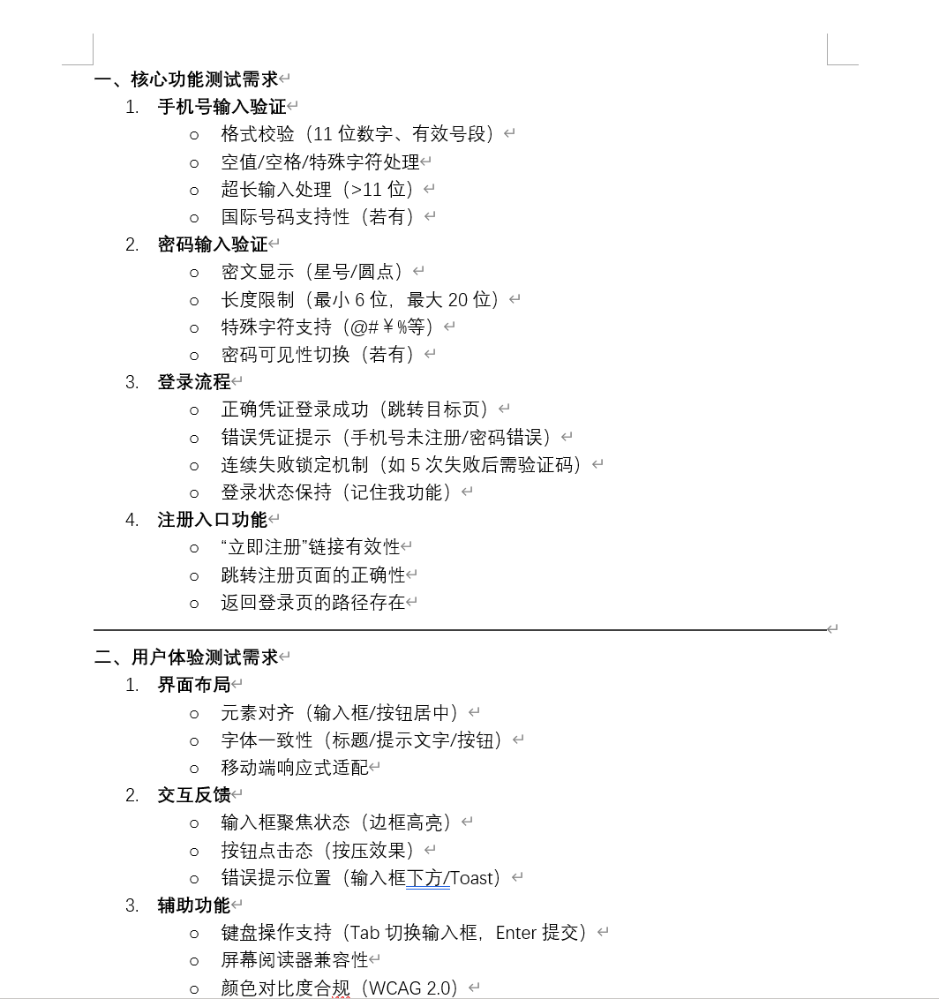 一、核心功能测试需求
1. 手机号输入验证
○ 格式校验（11 位数字、有效号段）
○ 空值/空格/特殊字符处理
○ 超长输入处理（>11 位）
○ 国际号码支持性（若有）
2. 密码输入验证
○ 密文显示（星号/圆点）
○ 长度限制（最小 6 位，最大 20 位）
○ 特殊字符支持（@#￥%等）
○ 密码可见性切换（若有）
3. 登录流程
○ 正确凭证登录成功（跳转目标页）
○ 错误凭证提示（手机号未注册/密码错误）
○ 连续失败锁定机制（如 5 次失败后需验证码）
○ 登录状态保持（记住我功能）
4. 注册入口功能
○ “立即注册”链接有效性
○ 跳转注册页面的正确性
○ 返回登录页的路径存在
二、用户体验测试需求
1. 界面布局
○ 元素对齐（输入框/按钮居中）
○ 字体一致性（标题/提示文字/按钮）
○ 移动端响应式适配
2. 交互反馈
○ 输入框聚焦状态（边框高亮）
○ 按钮点击态（按压效果）
○ 错误提示位置（输入框下方/Toast）
3. 辅助功能
○ 键盘操作支持（Tab 切换输入框，Enter 提交）
○ 屏幕阅读器兼容性
○ 颜色对比度合规（WCAG 2.0）